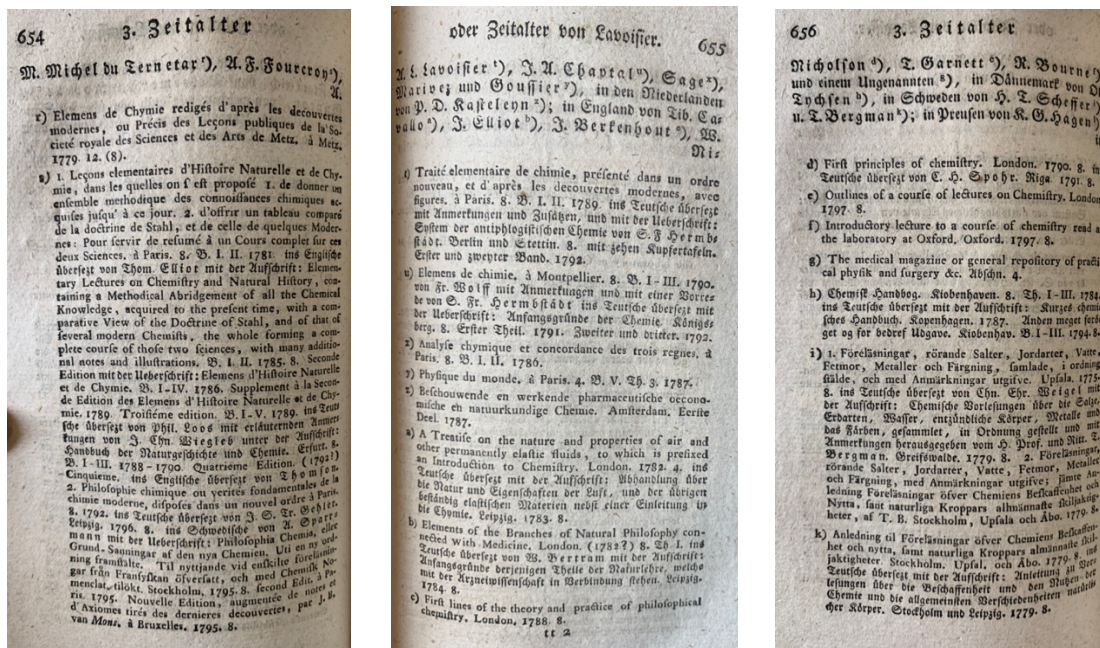 654 3. Zeitalter
M. Michel du Ternetar ʳ), A. F. Fourcroy ˢ),
A.
r) Elemens de Chymie redigés d'après les decouvertes
modernes, ou Précis des Leçons publiques de la So-
cieté royale des Sciences et des Arts de Metz. à Metz.
1779. 12. (8).
s) 1. Leçons elementaires d'Histoire Naturelle et de Chy-
mie, dans les quelles on s'est proposé 1. de donner un
ensemble methodique des connoissances chimiques ac-
quises jusqu' à ce jour. 2. d'offrir un tableau comparé
de la doctrine de Stahl, et de celle de quelques Moder-
nes: Pour servir de resumé à un Cours complet sur ces
deux Sciences. à Paris. 8. B. I. II. 1781. ins Englische
übersetzt von Thom. Elliot mit der Aufschrift: Elemen-
tary Lectures on Chemistry and Natural History, con-
taining a Methodical Abridgement of all the Chemical
Knowledge, acquired to the present time, with a com-
parative View of the Doctrine of Stahl, and of that of
several modern Chemists, the whole forming a com-
plete course of those two sciences, with many additio-
nal notes and illustrations. B. I. II. 1785. 8. Seconde
Edition mit der Ueberschrift: Elemens d'Histoire Naturelle
et de Chymie. B. I-IV. 1786. Supplement à la Secon-
de Edition des Elemens d'Histoire Naturelle et de Chy-
mie. 1789. Troisiéme edition. B. I-V. 1789. ins Teut-
sche übersetzt von Phil. Loos mit erläuternden Anmer-
kungen von J. Chn. Wiegleb unter der Aufschrift:
Handbuch der Naturgeschichte und Chemie. Erfurt. 8.
B. I-III. 1788-1790. Quatriéme Edition. (1792!)
Cinquieme. ins Englische übersetzt von Thomson.
2. Philosophie chimique ou verités fondamentales de la
chimie moderne, disposés dans un nouvel ordre à Paris.
8. 1792. ins Teutsche übersetzt von J. S. Tr. Gehler.
Leipzig. 1796. 8. ins Schwedische von A. Sparr-
mann mit der Ueberschrift: Philosophia Chemia, eller
Grund-Sanningar af den nya Chemien. Uti en ny ord-
ning framstälte. Til nyttjande vid enskilte föreläsnin-
gar från Fransyskan öfversatt, och med Chemisk No-
menclat. tilökt. Stockholm. 1795. 8. second Edit. à Pa-
ris. 1795. Nouvelle Edition, augmentée de notes et
d'Axiomes tirés des dernieres decouvertes, par J. B.
van Mons. à Bruxelles. 1795. 8.
oder Zeitalter von Lavoisier. 655
A. L. Lavoisier ᵗ), J. A. Chaptal ᵘ), Sage ˣ),
Marivez und Goussier ʸ), in den Niederlanden
von P. D. Kasteleyn ᶻ); in England von Tib. Ca-
vallo ᵃ), J. Elliot ᵇ), J. Berkenhout ᶜ), W.
Ni-
t) Traité elementaire de chimie, présenté dans un ordre
nouveau, et d'après les decouvertes modernes, avec
figures. à Paris. 8. B. I. II. 1789. ins Teutsche übersetzt
mit Anmerkungen und Zusätzen, und mit der Ueberschrift:
System der antiphlogistischen Chemie von S. F. Hermb-
städt. Berlin und Stettin. 8. mit zehen Kupfertafeln.
Erster und zweyter Band. 1792.
u) Elemens de chimie. à Montpellier. 8. B. I-III. 1790.
von Fr. Wolff mit Anmerkungen und mit einer Vorre-
de von S. Fr. Hermbstädt ins Teutsche übersetzt mit
der Ueberschrift: Anfangsgründe der Chemie. Königs-
berg. 8. Erster Theil. 1791. Zweiter und dritter. 1792.
x) Analyse chymique et concordance des trois regnes. à
Paris. 8. B. I. II. 1786.
y) Physique du monde. à Paris. 4. B. V. Th. 3. 1787.
z) Beschouwende en werkende pharmaceutische oecono-
mische en natuurkundige Chemie. Amsterdam. Eerste
Deel. 1787.
a) A Treatise on the nature and properties of air and
other permanently elastic fluids, to which is prefixed
an Introduction to Chemistry. London. 1782. 4. ins
Teutsche übersetzt mit der Aufschrift: Abhandlung über
die Natur und Eigenschaften der Luft, und der übrigen
beständig elastischen Materien nebst einer Einleitung in
die Chymie. Leipzig. 1783. 8.
b) Elements of the Branches of Natural Philosophy con-
nected with Medicine. London. (1782?) 8. Th. I. ins
Teutsche übersetzt von W. Bertram mit der Aufschrift:
Anfangsgründe derjenigen Theile der Naturlehre, welche
mit der Arzneiwissenschaft in Verbindung stehen. Leipzig.
1784. 8.
c) First lines of the theory and practice of philosophical
chemistry. London. 1788. 8.
tt 2
656 3. Zeitalter
Nicholson ᵈ), T. Garnett ᵉ), R. Bourne ᶠ)
und einem Ungenannten ᵍ), in Dännemark von
Tychsen ʰ), in Schweden von H. T. Scheffer ⁱ)
u. T. Bergman ᵏ); in Preusen von K. G. Hagen ˡ)
d) First principles of chemistry. London. 1790. 8. in
Teutsche übersetzt von C. H. Spohr. Riga. 1791. 8.
e) Outlines of a course of lectures on Chemistry. London
1797. 8.
f) Introductory lecture to a course of chemistry read a
the laboratory at Oxford. Oxford. 1797. 8.
g) The medical magazine or general repository of practi-
cal physik and surgery &c. Abschn. 4.
h) Chemisk Handbog. Kiobenhaven. 8. Th. I-III. 1784.
ins Teutsche übersetzt mit der Aufschrift: Kurzes chemi-
sches Handbuch. Kopenhagen. 1787. Anden meget forø-
get og for bedref Udgave. Kiobenhav. B. I-III. 1794. 8.
i) 1. Föreläsningar, rörande Salter, Jordarter, Vatte,
Fetmor, Metaller och Färgning, samlade, i ordning
stälde, och med Anmärkningar utgifve. Upsala. 1775.
8. ins Teutsche übersetzt von Chn. Ehr. Weigel mit
der Aufschrift: Chemische Vorlesungen über die Salze,
Erdarten, Wasser, entzündliche Körper, Metalle und
das Färben, gesammlet, in Ordnung gestellt und mit
Anmerkungen herausgegeben vom H. Prof. und Ritt. T.
Bergman. Greifswalde. 1779. 8. 2. Föreläsningar,
rörande Salter, Jordarter, Vatte, Fetmor, Metaller
och Färgning, med Anmärkningar utgifve; jämte An-
ledning til Föreläsningar öfver Chemiens Beskaffenhet och
Nytta, samt naturliga Kroppars allmännaste skiljaktig-
heter, af T. B. Stockholm, Upsala och Åbo. 1779. 8.
k) Anledning til Föreläsningar öfver Chemiens Beskaffen-
het och nytta, samt naturliga Kroppars almännaste skil-
jaktigheter. Stockholm. Upsal. och Åbo. 1779. 8. ins
Teutsche übersetzt mit der Aufschrift: Anleitung zu Vor-
lesungen über die Beschaffenheit und den Nutzen der
Chemie und die allgemeinsten Verschiedenheiten natürli-
cher Körper. Stockholm und Leipzig. 1779. 8.